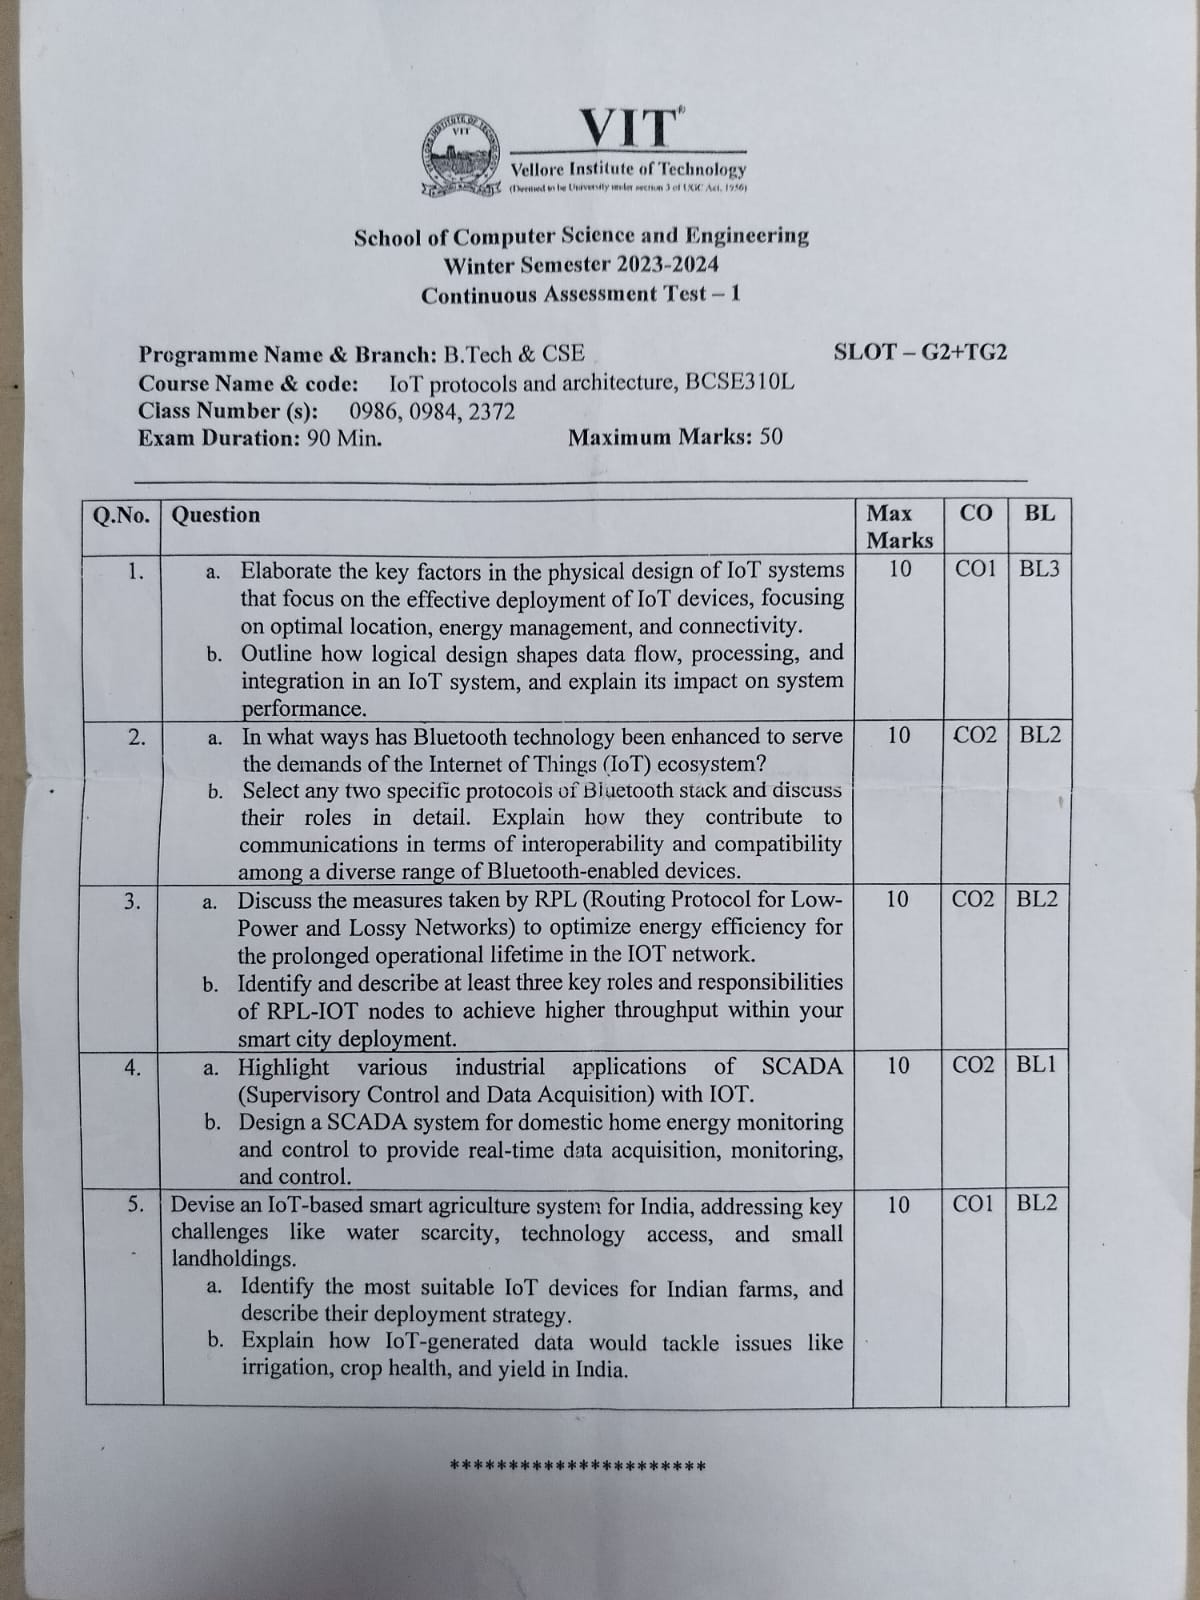 VELLORE INSTITUTE OF TECHNOLOGY
VIT
VIT®
Vellore Institute of Technology
(Deemed to be University under section 3 of UGC Act, 1956)
School of Computer Science and Engineering
Winter Semester 2023-2024
Continuous Assessment Test – 1
Programme Name & Branch: B.Tech & CSE SLOT – G2+TG2
Course Name & code: IoT protocols and architecture, BCSE310L
Class Number (s): 0986, 0984, 2372
Exam Duration: 90 Min. Maximum Marks: 50
Q.No. Question Max CO BL
Marks
1. a. Elaborate the key factors in the physical design of IoT systems 10 CO1 BL3
that focus on the effective deployment of IoT devices, focusing
on optimal location, energy management, and connectivity.
b. Outline how logical design shapes data flow, processing, and
integration in an IoT system, and explain its impact on system
performance.
2. a. In what ways has Bluetooth technology been enhanced to serve 10 CO2 BL2
the demands of the Internet of Things (IoT) ecosystem?
b. Select any two specific protocols of Bluetooth stack and discuss
their roles in detail. Explain how they contribute to
communications in terms of interoperability and compatibility
among a diverse range of Bluetooth-enabled devices.
3. a. Discuss the measures taken by RPL (Routing Protocol for Low- 10 CO2 BL2
Power and Lossy Networks) to optimize energy efficiency for
the prolonged operational lifetime in the IOT network.
b. Identify and describe at least three key roles and responsibilities
of RPL-IOT nodes to achieve higher throughput within your
smart city deployment.
4. a. Highlight various industrial applications of SCADA 10 CO2 BL1
(Supervisory Control and Data Acquisition) with IOT.
b. Design a SCADA system for domestic home energy monitoring
and control to provide real-time data acquisition, monitoring,
and control.
5. Devise an IoT-based smart agriculture system for India, addressing key 10 CO1 BL2
challenges like water scarcity, technology access, and small
landholdings.
a. Identify the most suitable IoT devices for Indian farms, and
describe their deployment strategy.
b. Explain how IoT-generated data would tackle issues like
irrigation, crop health, and yield in India.
**********************